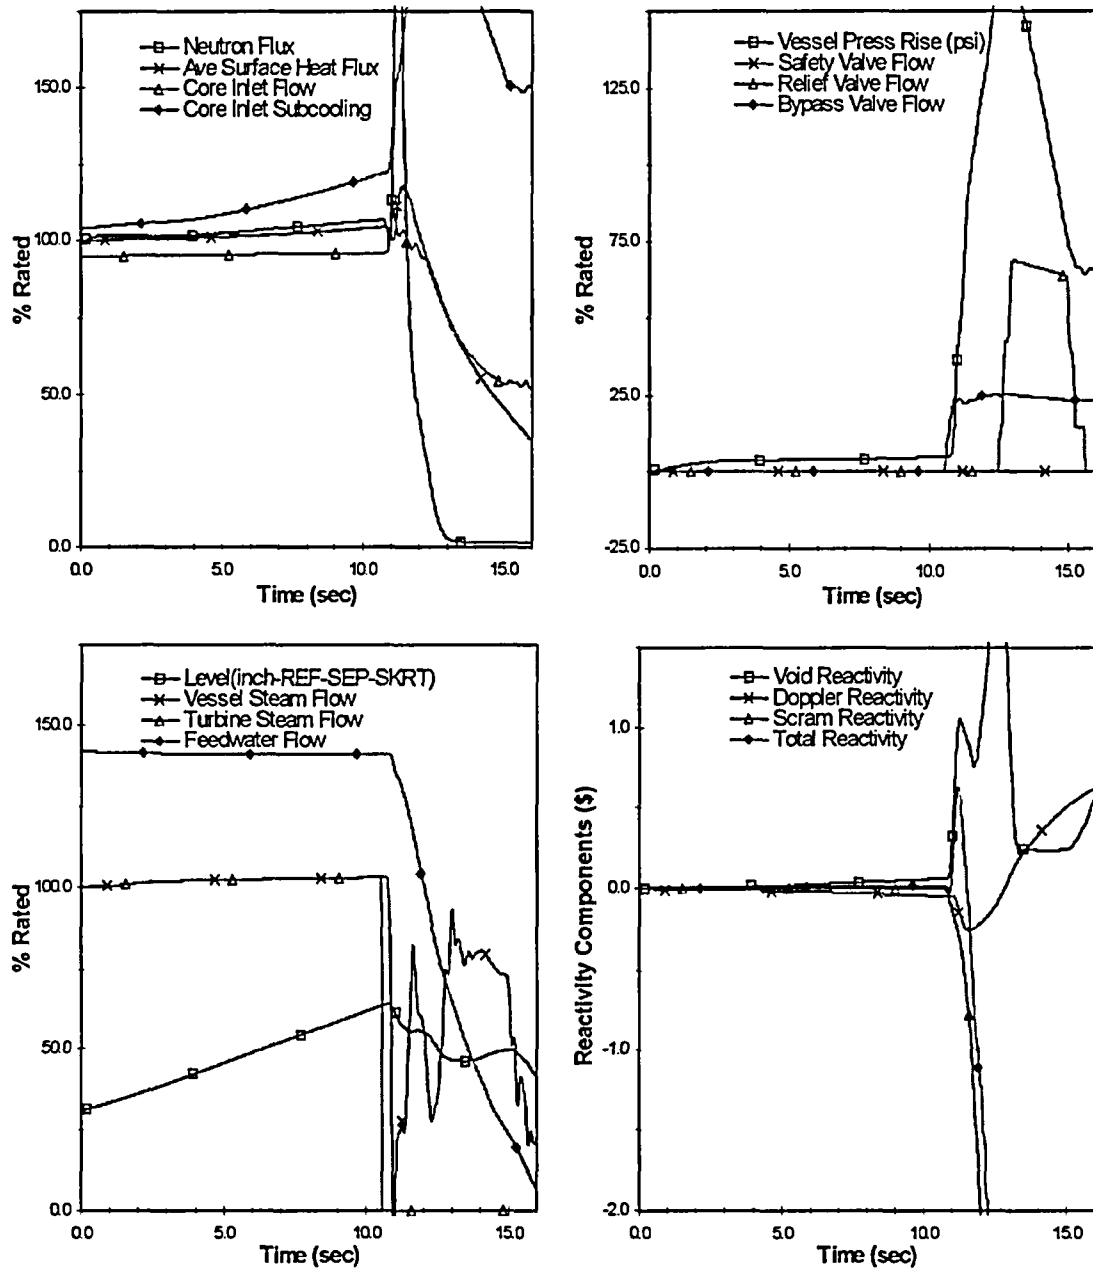 Neutron Flux
Ave Surface Heat Flux
Core Inlet Flow
Core Inlet Subcooling
% Rated
150.0
100.0
50.0
0.0
0.0
5.0
10.0
15.0
Time (sec)
Vessel Press Rise (psi)
Safety Valve Flow
Relief Valve Flow
Bypass Valve Flow
% Rated
125.0
75.0
25.0
-25.0
0.0
5.0
10.0
15.0
Time (sec)
Level(inch-REF-SEP-SKRT)
Vessel Steam Flow
Turbine Steam Flow
Feedwater Flow
% Rated
150.0
100.0
50.0
0.0
0.0
5.0
10.0
15.0
Time (sec)
Void Reactivity
Doppler Reactivity
Scram Reactivity
Total Reactivity
Reactivity Components ($)
1.0
0.0
-1.0
-2.0
0.0
5.0
10.0
15.0
Time (sec)